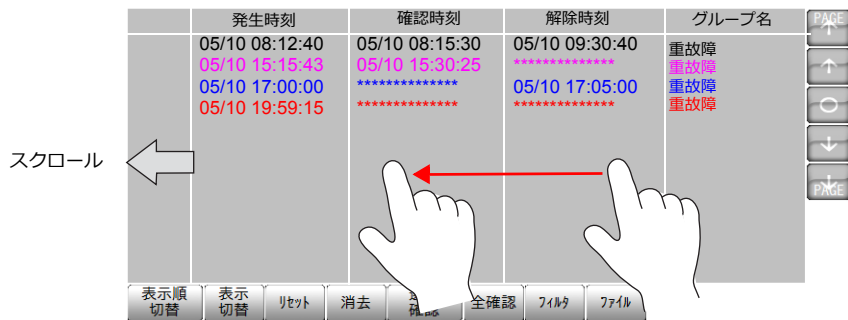 発生時刻 確認時刻 解除時刻 グループ名 PAGE
05/10 08:12:40 05/10 08:15:30 05/10 09:30:40 重故障
05/10 15:15:43 05/10 15:30:25 ************** 重故障
05/10 17:00:00 ************** 05/10 17:05:00 重故障
05/10 19:59:15 ************** ************** 重故障
スクロール
PAGE
表示順 表示 ﾘｾｯﾄ 消去 全確認 ﾌｨﾙﾀ ﾌｧｲﾙ
切替 切替 確認